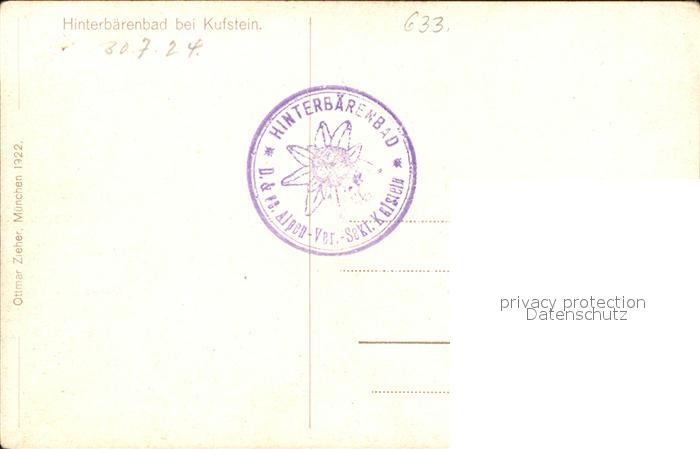 Hinterbärenbad bei Kufstein.
633.
30.7.24.
HINTERBÄRENBAD
D. & Oe. Alpen-Ver.-Sekt. Kufstein
Ottmar Zieher, München 1922.
privacy protection
Datenschutz